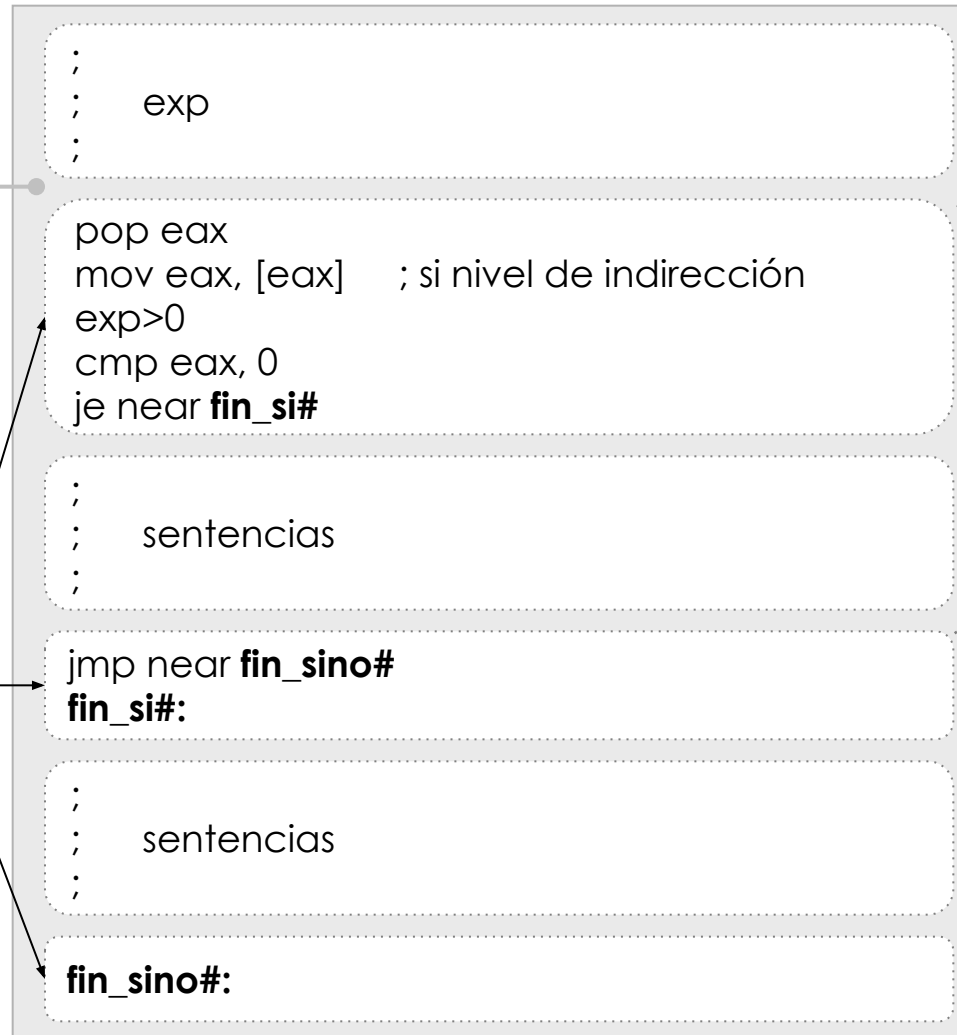 ;
; exp
;
pop eax
mov eax, [eax] ; si nivel de indirección
exp>0
cmp eax, 0
je near fin_si#
;
; sentencias
;
jmp near fin_sino#
fin_si#:
;
; sentencias
;
fin_sino#: